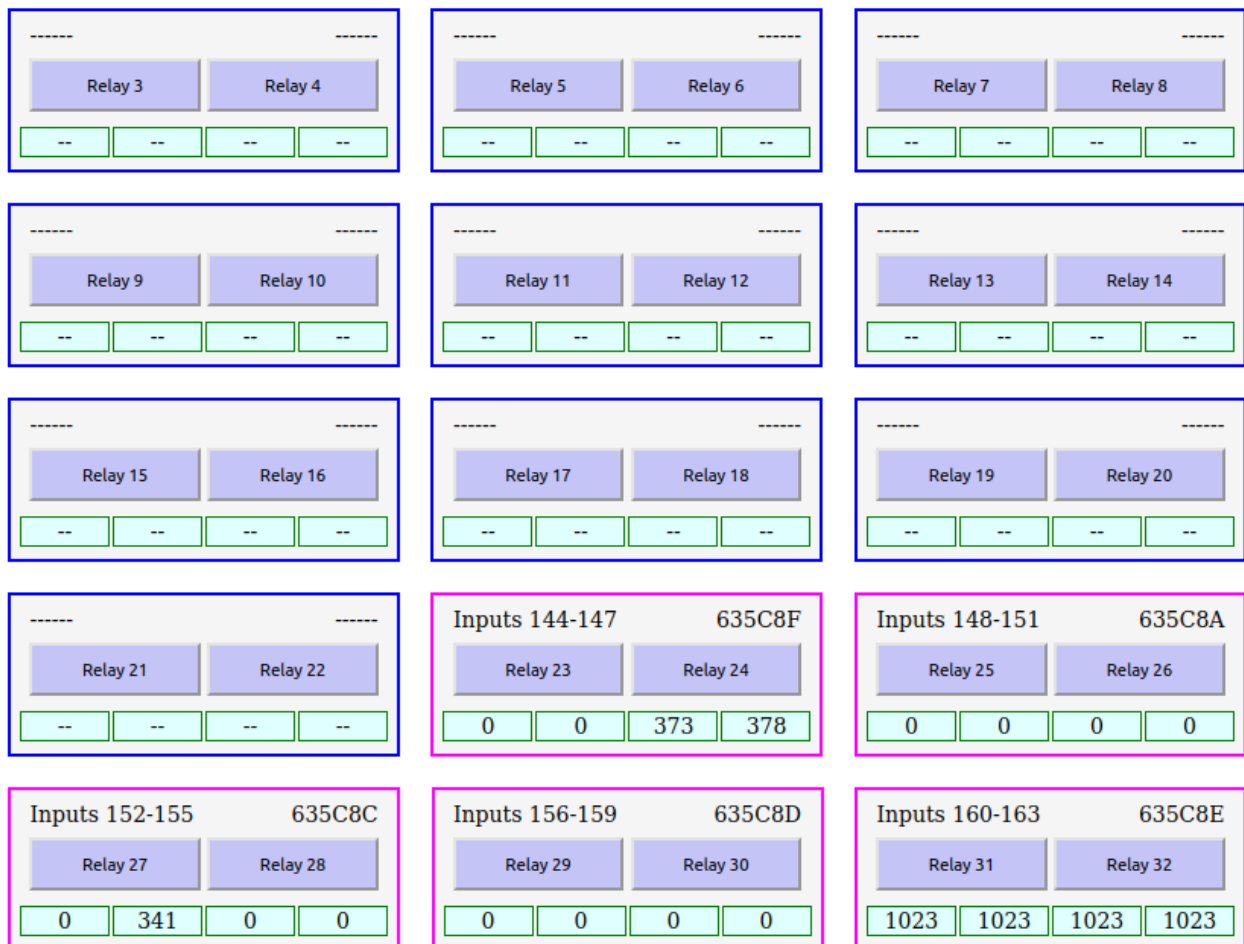 ------ ------ ------ ------ ------ ------
Relay 3 Relay 4 Relay 5 Relay 6 Relay 7 Relay 8
-- -- -- -- -- -- -- -- -- -- -- --
------ ------ ------ ------ ------ ------
Relay 9 Relay 10 Relay 11 Relay 12 Relay 13 Relay 14
-- -- -- -- -- -- -- -- -- -- -- --
------ ------ ------ ------ ------ ------
Relay 15 Relay 16 Relay 17 Relay 18 Relay 19 Relay 20
-- -- -- -- -- -- -- -- -- -- -- --
------ ------ Inputs 144-147 635C8F Inputs 148-151 635C8A
Relay 21 Relay 22 Relay 23 Relay 24 Relay 25 Relay 26
-- -- -- -- 0 0 373 378 0 0 0 0
Inputs 152-155 635C8C Inputs 156-159 635C8D Inputs 160-163 635C8E
Relay 27 Relay 28 Relay 29 Relay 30 Relay 31 Relay 32
0 341 0 0 0 0 0 0 1023 1023 1023 1023